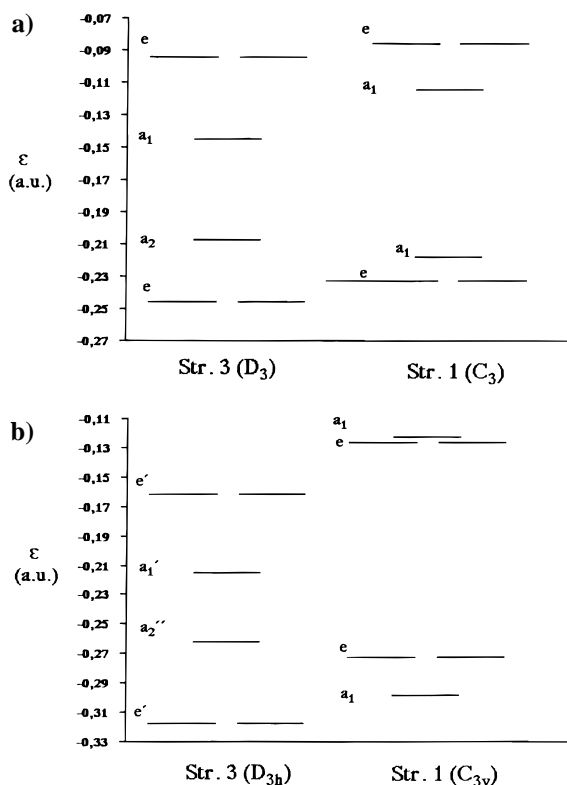 a)
-0,07
-0,09
-0,11
-0,13
-0,15
-0,17
-0,19
-0,21
-0,23
-0,25
-0,27
ε
(a.u.)
e
a1
a2
e
e
a1
a1
e
Str. 3 (D3)
Str. 1 (C3)
b)
-0,11
-0,13
-0,15
-0,17
-0,19
-0,21
-0,23
-0,25
-0,27
-0,29
-0,31
-0,33
ε
(a.u.)
e′
a1′
a2′′
e′
a1
e
e
a1
Str. 3 (D3h)
Str. 1 (C3v)